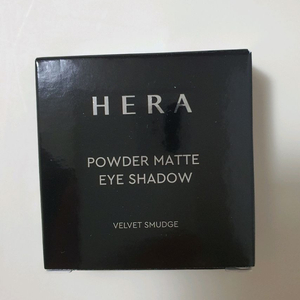 HERA
POWDER MATTE
EYE SHADOW
VELVET SMUDGE